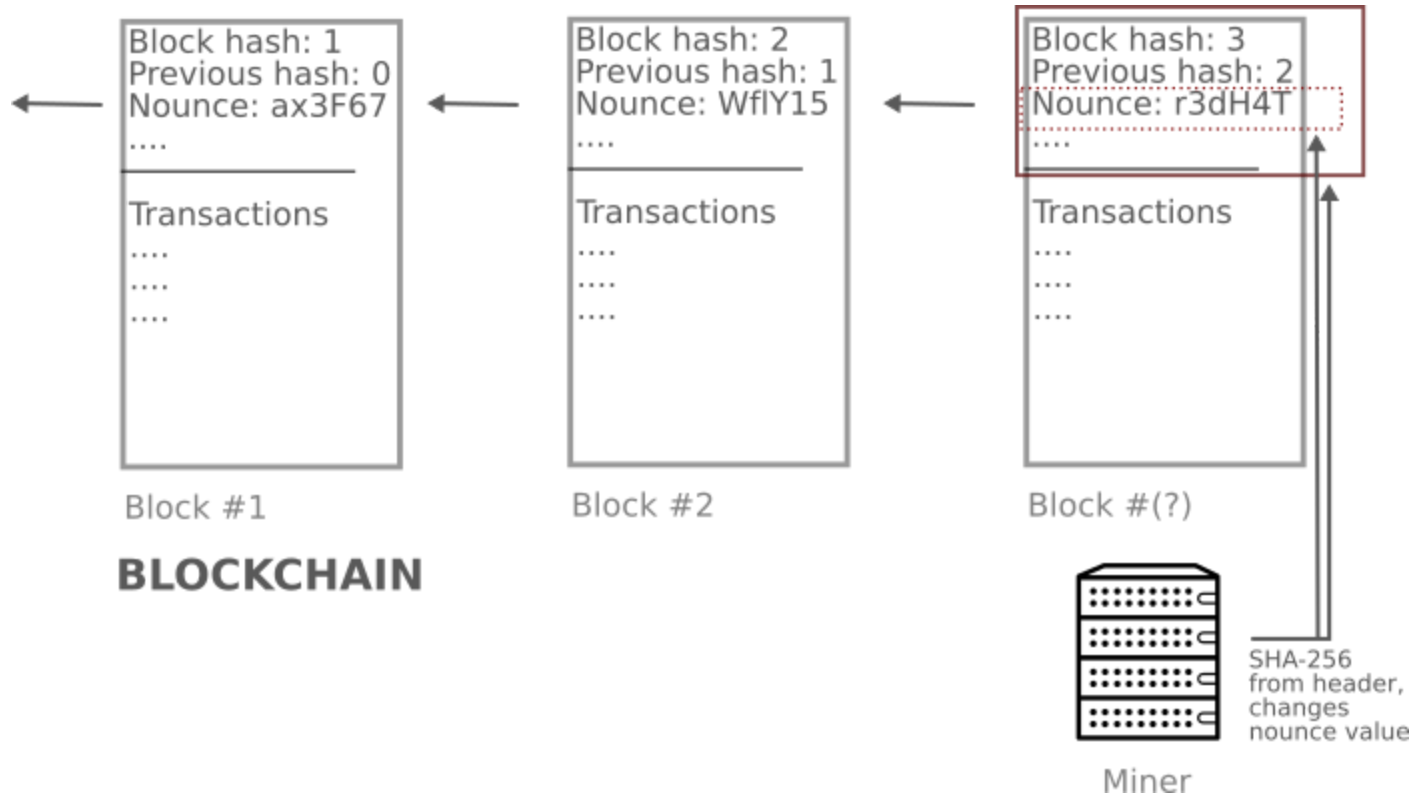 Block hash: 1
Previous hash: 0
Nounce: ax3F67
....
Transactions
....
....
....
Block #1
Block hash: 2
Previous hash: 1
Nounce: WflY15
....
Transactions
....
....
....
Block #2
Block hash: 3
Previous hash: 2
Nounce: r3dH4T
....
Transactions
....
....
....
Block #(?)
BLOCKCHAIN
SHA-256
from header,
changes
nounce value
Miner